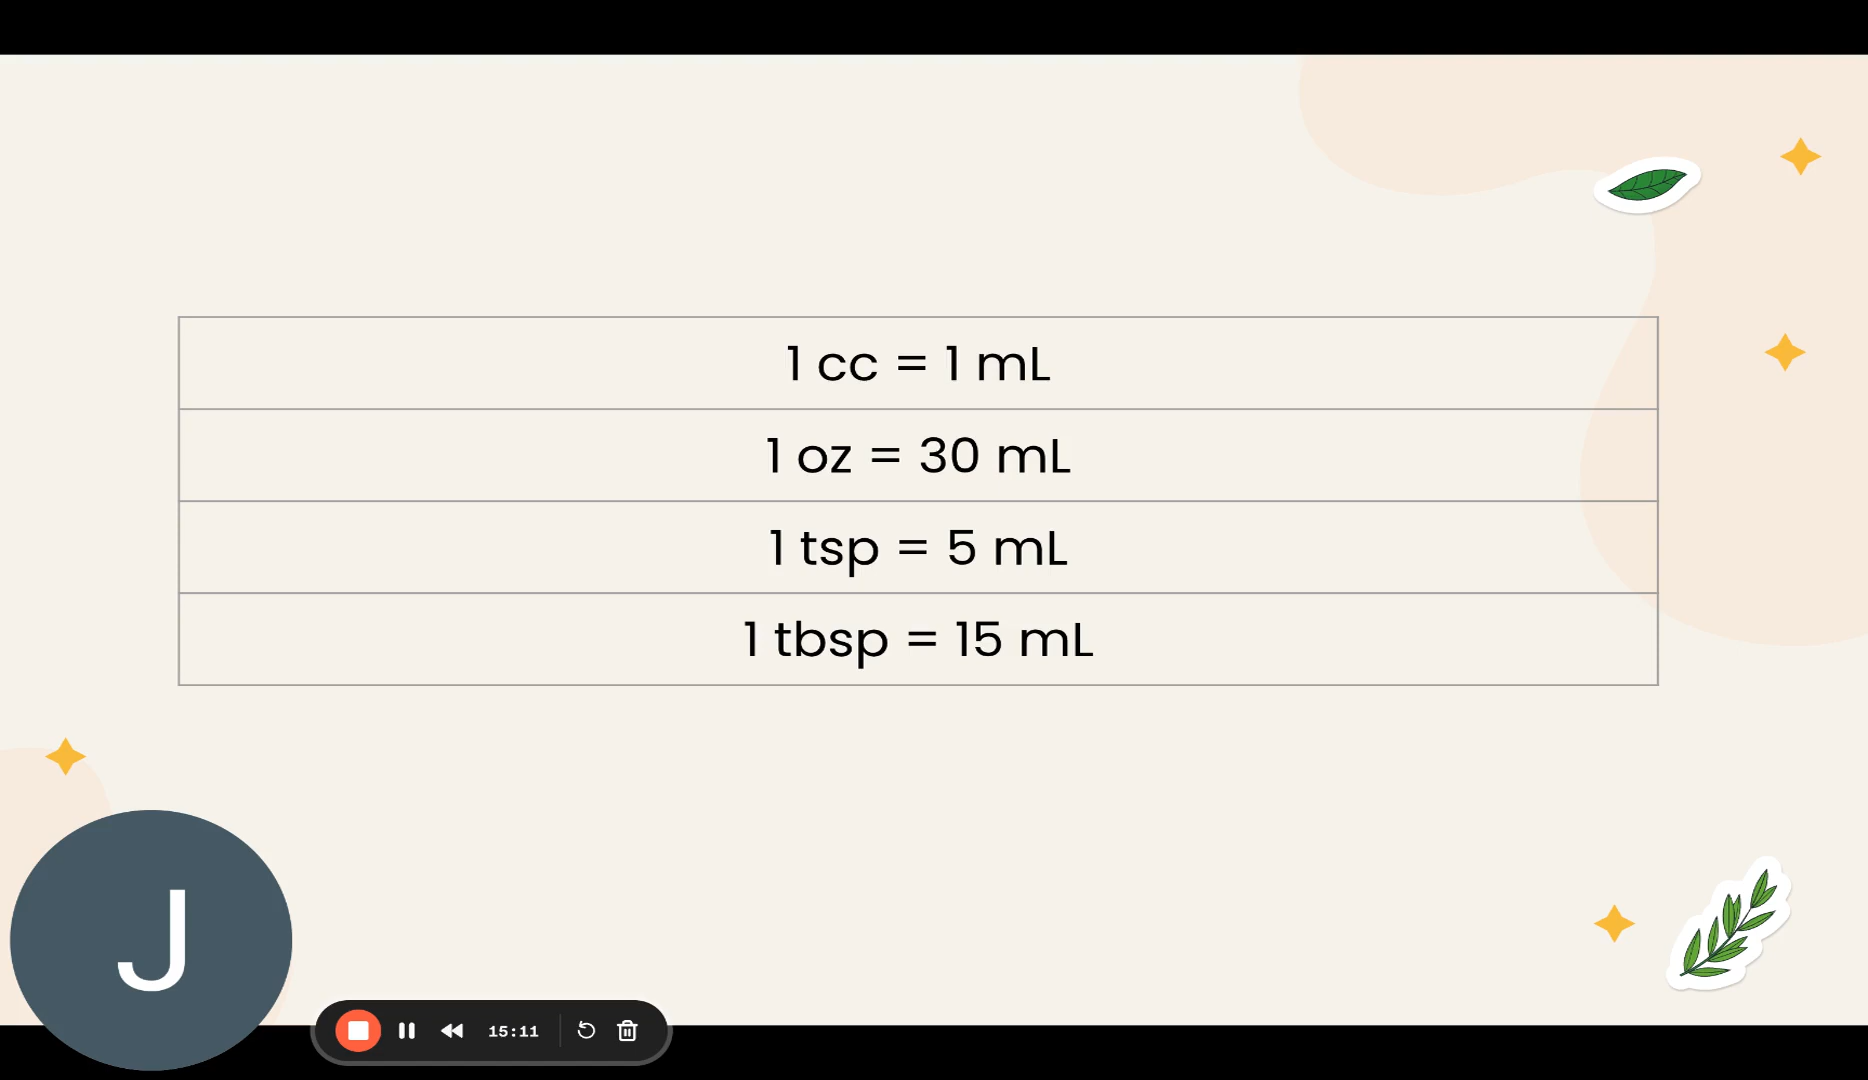 1 cc = 1 mL
1 oz = 30 mL
1 tsp = 5 mL
1 tbsp = 15 mL
J
15:11